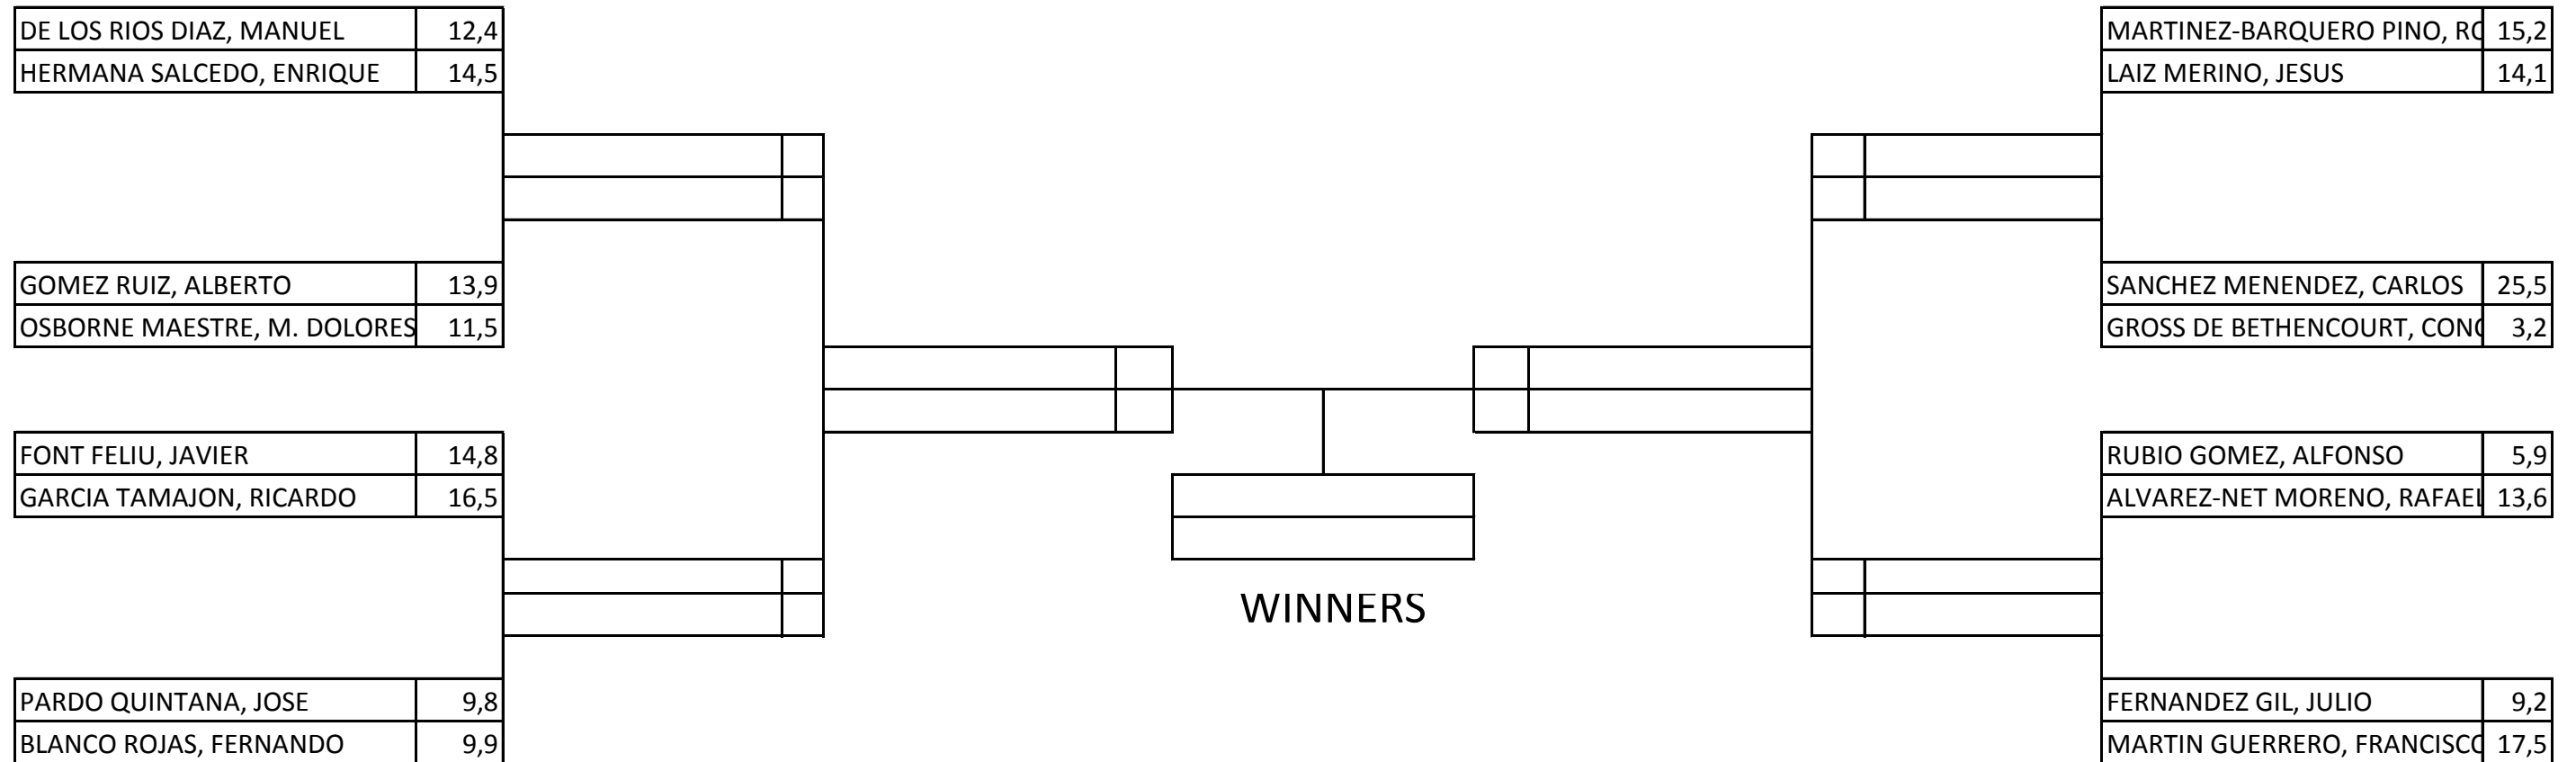 DE LOS RIOS DIAZ, MANUEL 12,4
HERMANA SALCEDO, ENRIQUE 14,5
GOMEZ RUIZ, ALBERTO 13,9
OSBORNE MAESTRE, M. DOLORES 11,5
FONT FELIU, JAVIER 14,8
GARCIA TAMAJON, RICARDO 16,5
PARDO QUINTANA, JOSE 9,8
BLANCO ROJAS, FERNANDO 9,9
WINNERS
MARTINEZ-BARQUERO PINO, RO 15,2
LAIZ MERINO, JESUS 14,1
SANCHEZ MENENDEZ, CARLOS 25,5
GROSS DE BETHENCOURT, CONC 3,2
RUBIO GOMEZ, ALFONSO 5,9
ALVAREZ-NET MORENO, RAFAEL 13,6
FERNANDEZ GIL, JULIO 9,2
MARTIN GUERRERO, FRANCISCO 17,5